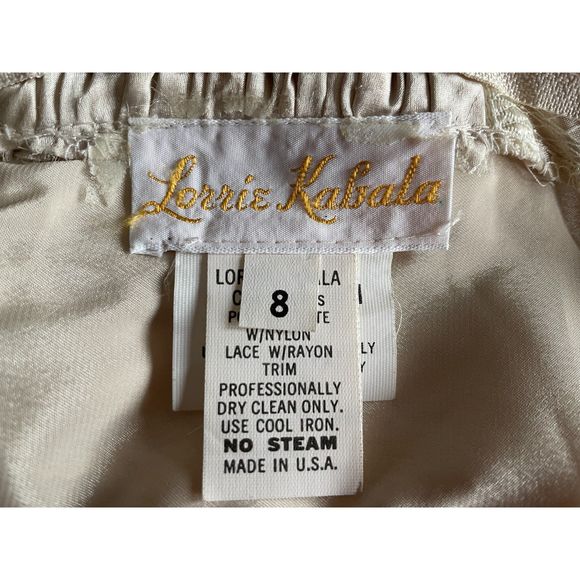 Lorrie Kabala
8
W/NYLON
LACE W/RAYON
TRIM
PROFESSIONALLY
DRY CLEAN ONLY.
USE COOL IRON.
NO STEAM
MADE IN U.S.A.